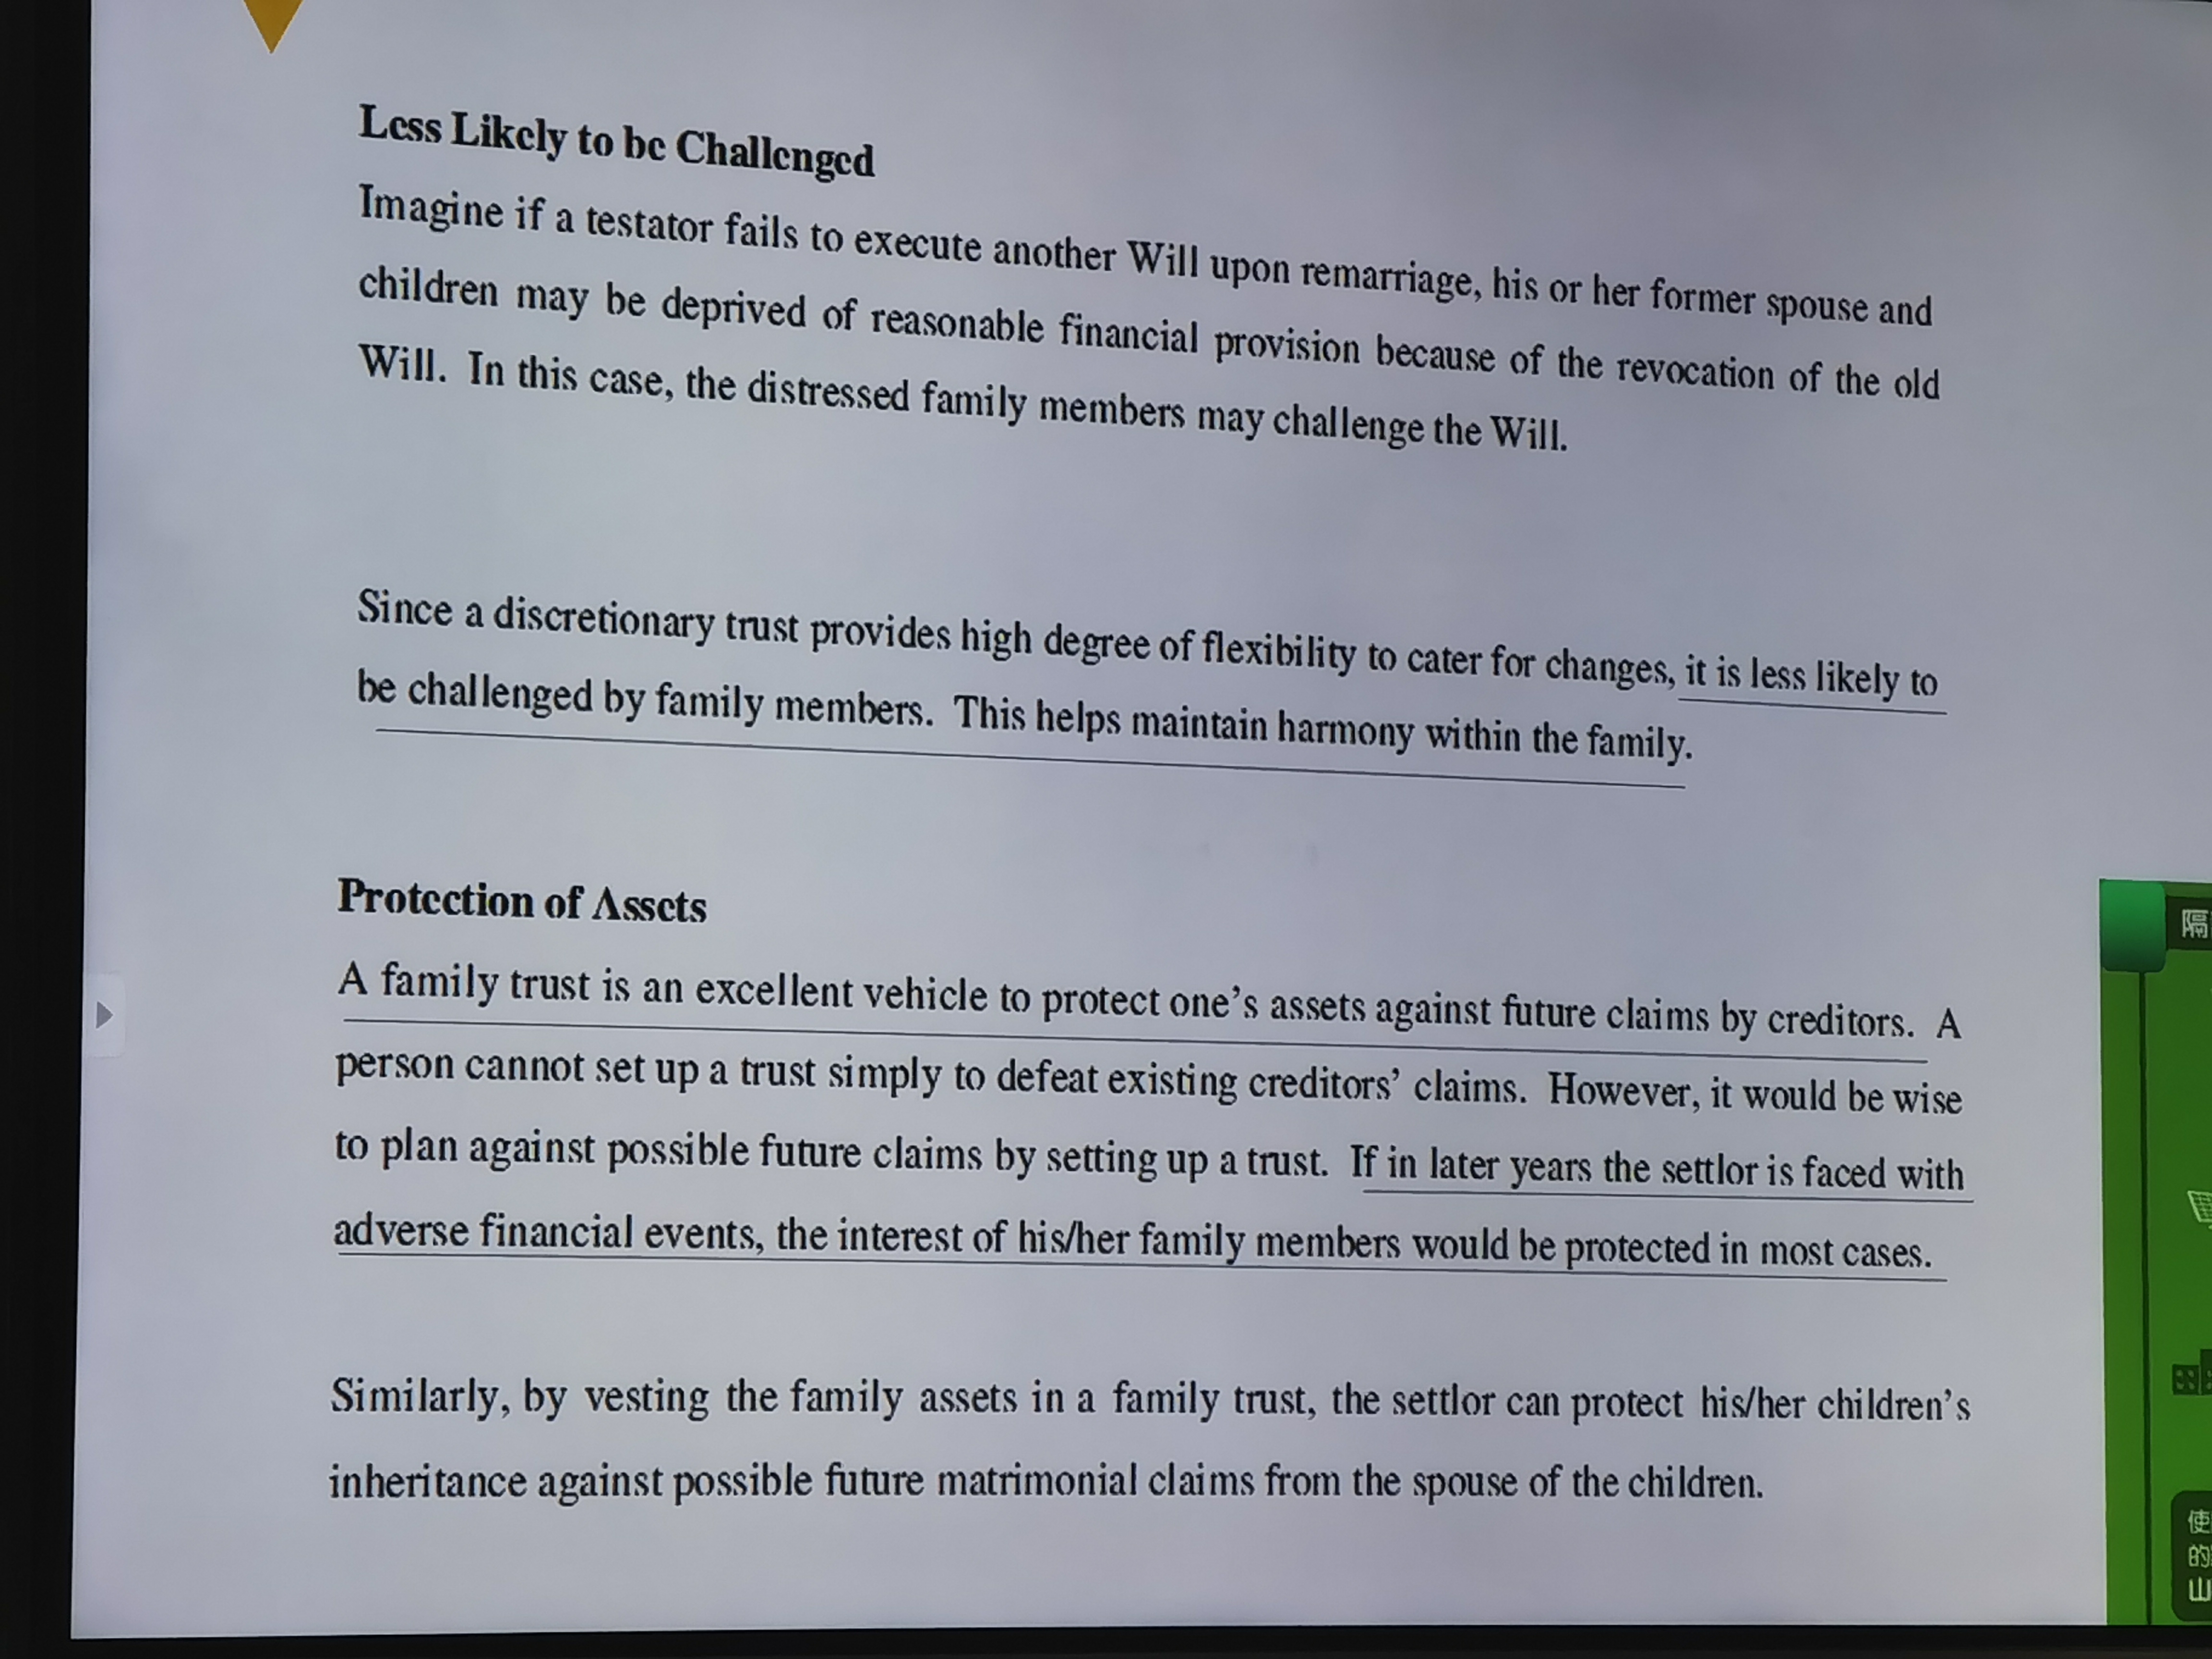 Less Likely to be Challenged
Imagine if a testator fails to execute another Will upon remarriage, his or her former spouse and
children may be deprived of reasonable financial provision because of the revocation of the old
Will. In this case, the distressed family members may challenge the Will.
Since a discretionary trust provides high degree of flexibility to cater for changes, it is less likely to
be challenged by family members. This helps maintain harmony within the family.
Protection of Assets
A family trust is an excellent vehicle to protect one’s assets against future claims by creditors. A
person cannot set up a trust simply to defeat existing creditors’ claims. However, it would be wise
to plan against possible future claims by setting up a trust. If in later years the settlor is faced with
adverse financial events, the interest of his/her family members would be protected in most cases.
Similarly, by vesting the family assets in a family trust, the settlor can protect his/her children’s
inheritance against possible future matrimonial claims from the spouse of the children.
隔
使
的
山